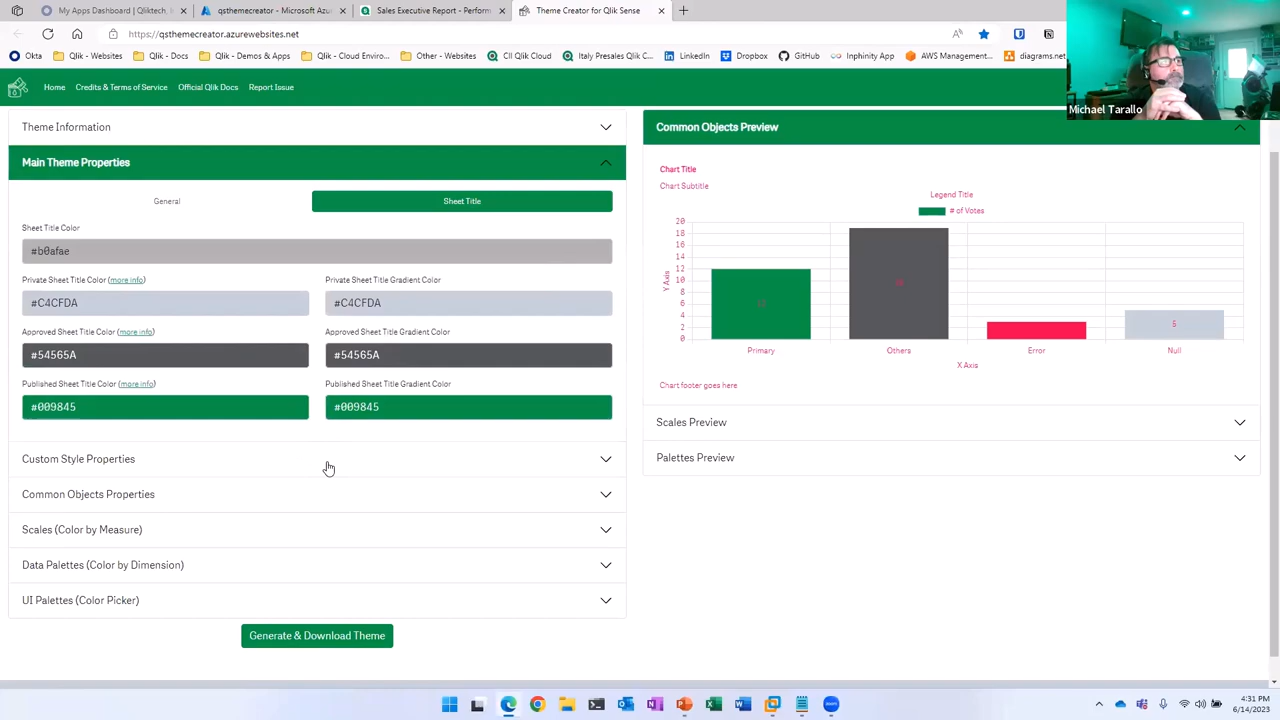 My Apps Dashboard | Qliktech, I
qsthemecreator - Microsoft Azu
Sales Executive Report - Perform
Theme Creator for Qlik Sense
https://qsthemecreator.azurewebsites.net
Okta
Qlik - Websites
Qlik - Docs
Qlik - Demos & Apps
Qlik - Cloud Enviro...
Other - Websites
CII Qlik Cloud
Italy Presales Qlik C...
LinkedIn
Dropbox
GitHub
Inphinity App
AWS Management...
diagrams.net
Michael Tarallo
Home
Credits & Terms of Service
Official Qlik Docs
Report Issue
Theme Information
Main Theme Properties
General
Sheet Title
Sheet Title Color
#b0afae
Private Sheet Title Color (more info)
Private Sheet Title Gradient Color
#C4CFDA
#C4CFDA
Approved Sheet Title Color (more info)
Approved Sheet Title Gradient Color
#54565A
#54565A
Published Sheet Title Color (more info)
Published Sheet Title Gradient Color
#009845
#009845
Custom Style Properties
Common Objects Properties
Scales (Color by Measure)
Data Palettes (Color by Dimension)
UI Palettes (Color Picker)
Generate & Download Theme
Common Objects Preview
Chart Title
Chart Subtitle
Legend Title
# of Votes
20
18
16
14
12
10
8
6
4
2
0
Y Axis
12
5
Primary
Others
Error
Null
X Axis
Chart footer goes here
Scales Preview
Palettes Preview
4:31 PM
6/14/2023